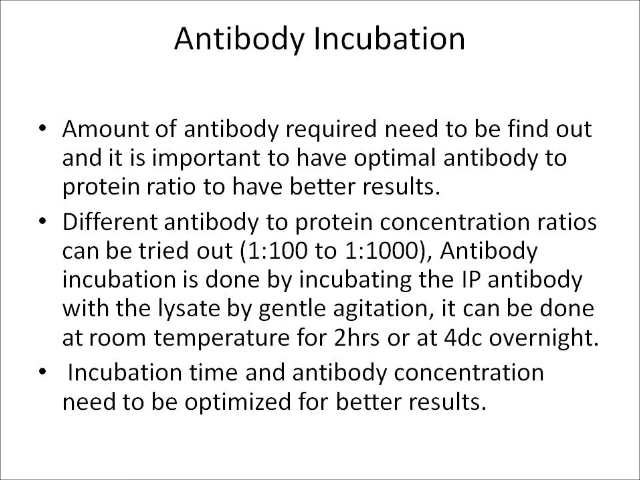 Antibody Incubation
• Amount of antibody required need to be find out
and it is important to have optimal antibody to
protein ratio to have better results.
• Different antibody to protein concentration ratios
can be tried out (1:100 to 1:1000), Antibody
incubation is done by incubating the IP antibody
with the lysate by gentle agitation, it can be done
at room temperature for 2hrs or at 4dc overnight.
• Incubation time and antibody concentration
need to be optimized for better results.